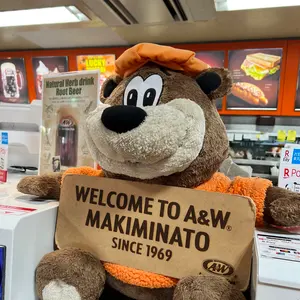 WELCOME TO A&W®
MAKIMINATO
SINCE 1969
A&W
Natural Herb drink
Root Beer